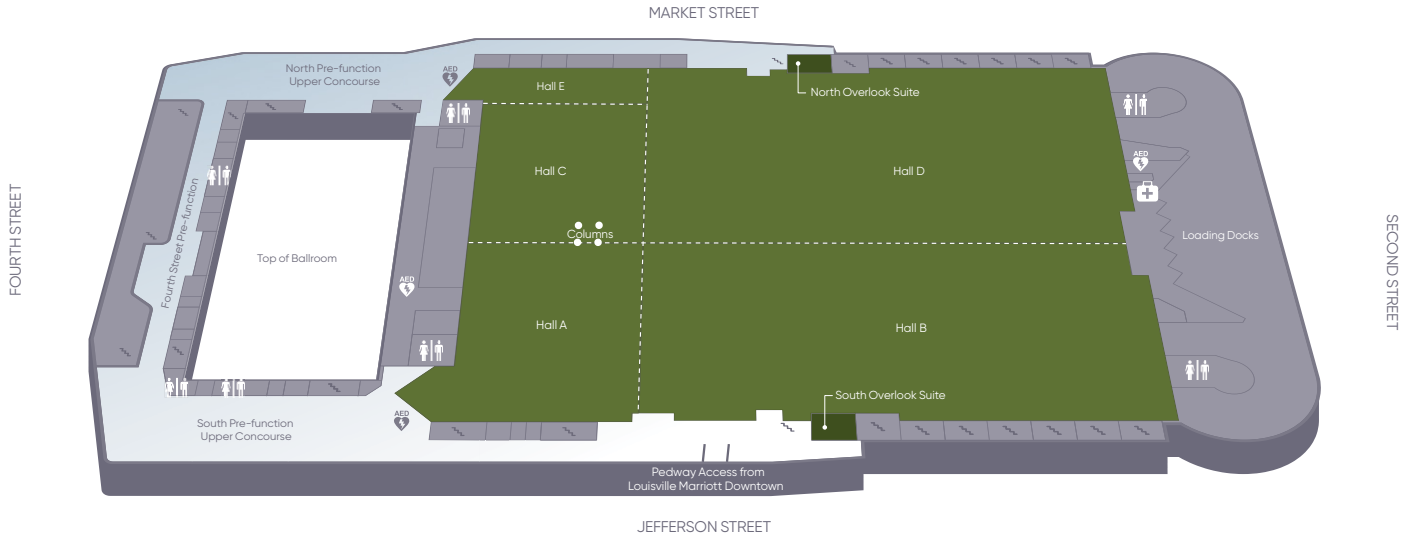 MARKET STREET
North Pre-function
Upper Concourse
AED
Hall E
North Overlook Suite
AED
Hall C
Hall D
FOURTH STREET
Fourth Street Pre-function
Columns
Loading Docks
SECOND STREET
Top of Ballroom
AED
Hall A
Hall B
South Overlook Suite
AED
South Pre-function
Upper Concourse
Pedway Access from
Louisville Marriott Downtown
JEFFERSON STREET